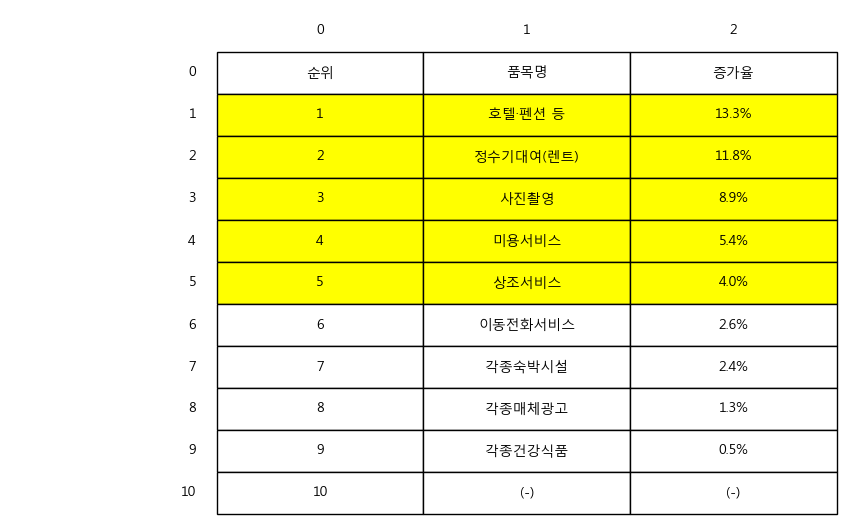 0 1 2
0 순위 품목명 증가율
1 1 호텔·펜션 등 13.3%
2 2 정수기대여(렌트) 11.8%
3 3 사진촬영 8.9%
4 4 미용서비스 5.4%
5 5 상조서비스 4.0%
6 6 이동전화서비스 2.6%
7 7 각종숙박시설 2.4%
8 8 각종매체광고 1.3%
9 9 각종건강식품 0.5%
10 10 (-) (-)